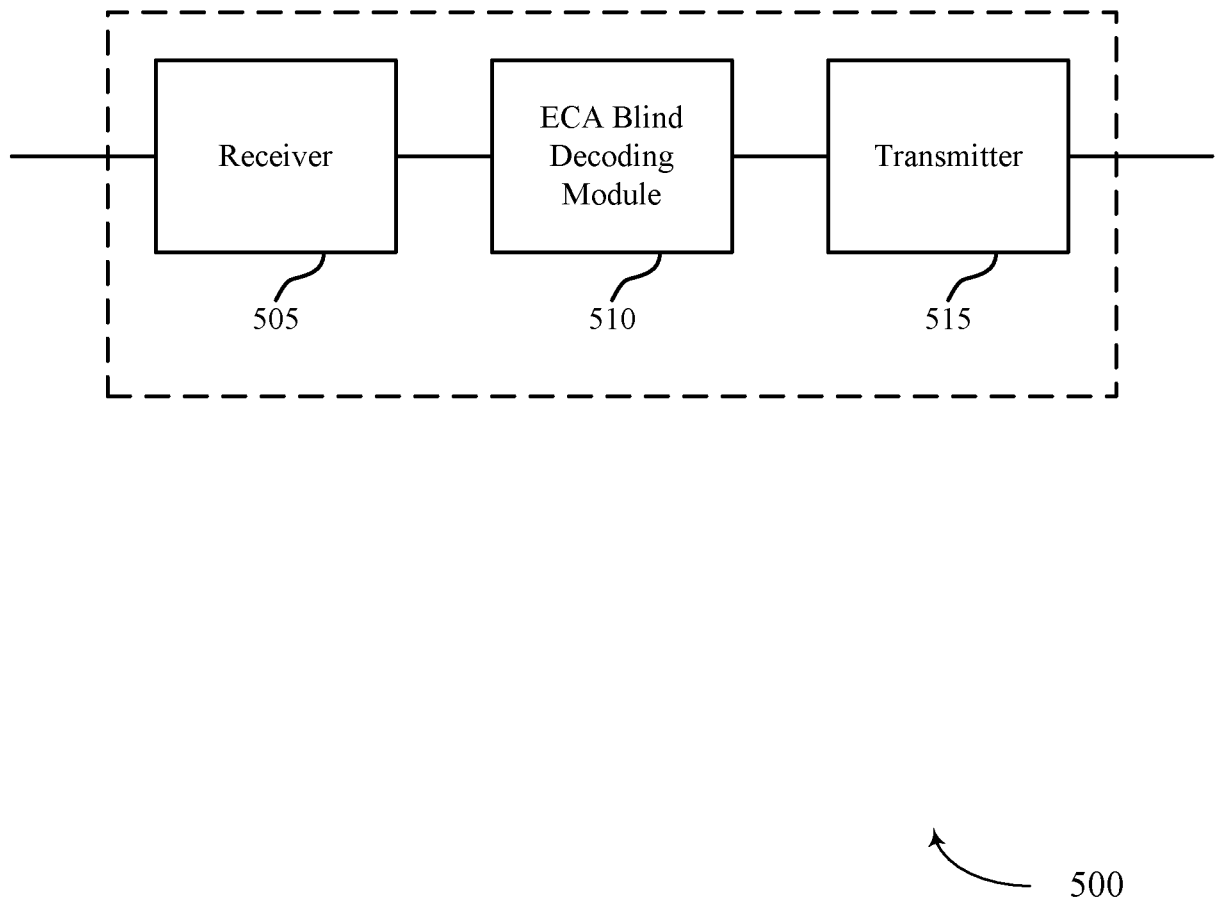 Receiver
ECA Blind
Decoding
Module
Transmitter
505
510
515
500